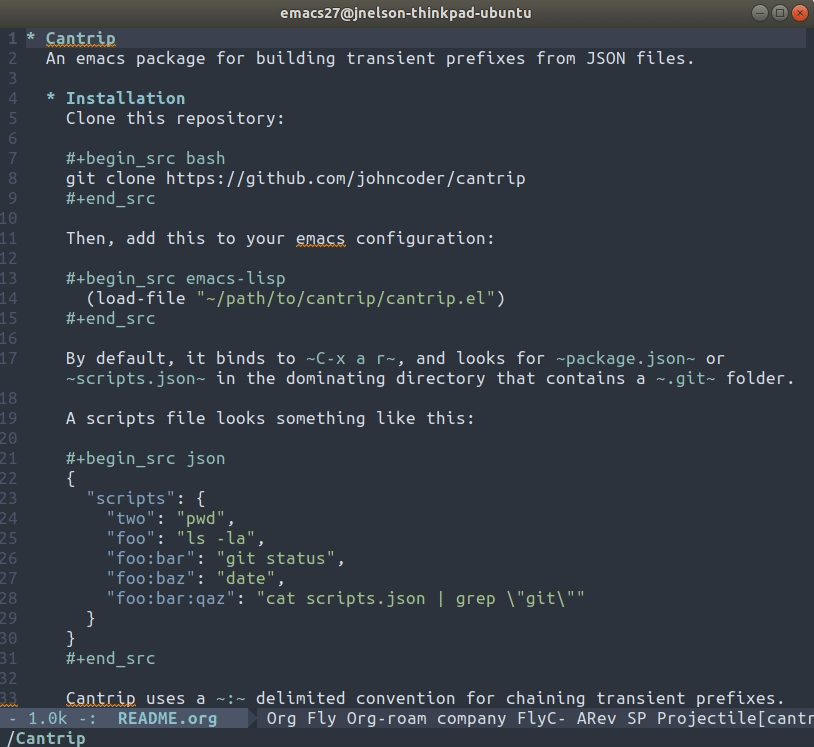 emacs27@jnelson-thinkpad-ubuntu
1 * Cantrip
2 An emacs package for building transient prefixes from JSON files.
3
4 * Installation
5 Clone this repository:
6
7 #+begin_src bash
8 git clone https://github.com/johncoder/cantrip
9 #+end_src
10
11 Then, add this to your emacs configuration:
12
13 #+begin_src emacs-lisp
14 (load-file "~/path/to/cantrip/cantrip.el")
15 #+end_src
16
17 By default, it binds to ~C-x a r~, and looks for ~package.json~ or
~scripts.json~ in the dominating directory that contains a ~.git~ folder.
18
19 A scripts file looks something like this:
20
21 #+begin_src json
22 {
23 "scripts": {
24 "two": "pwd",
25 "foo": "ls -la",
26 "foo:bar": "git status",
27 "foo:baz": "date",
28 "foo:bar:qaz": "cat scripts.json | grep \"git\""
29 }
30 }
31 #+end_src
32
33 Cantrip uses a ~:~ delimited convention for chaining transient prefixes.
- 1.0k -: README.org Org Fly Org-roam company FlyC- ARev SP Projectile[cantr
/Cantrip